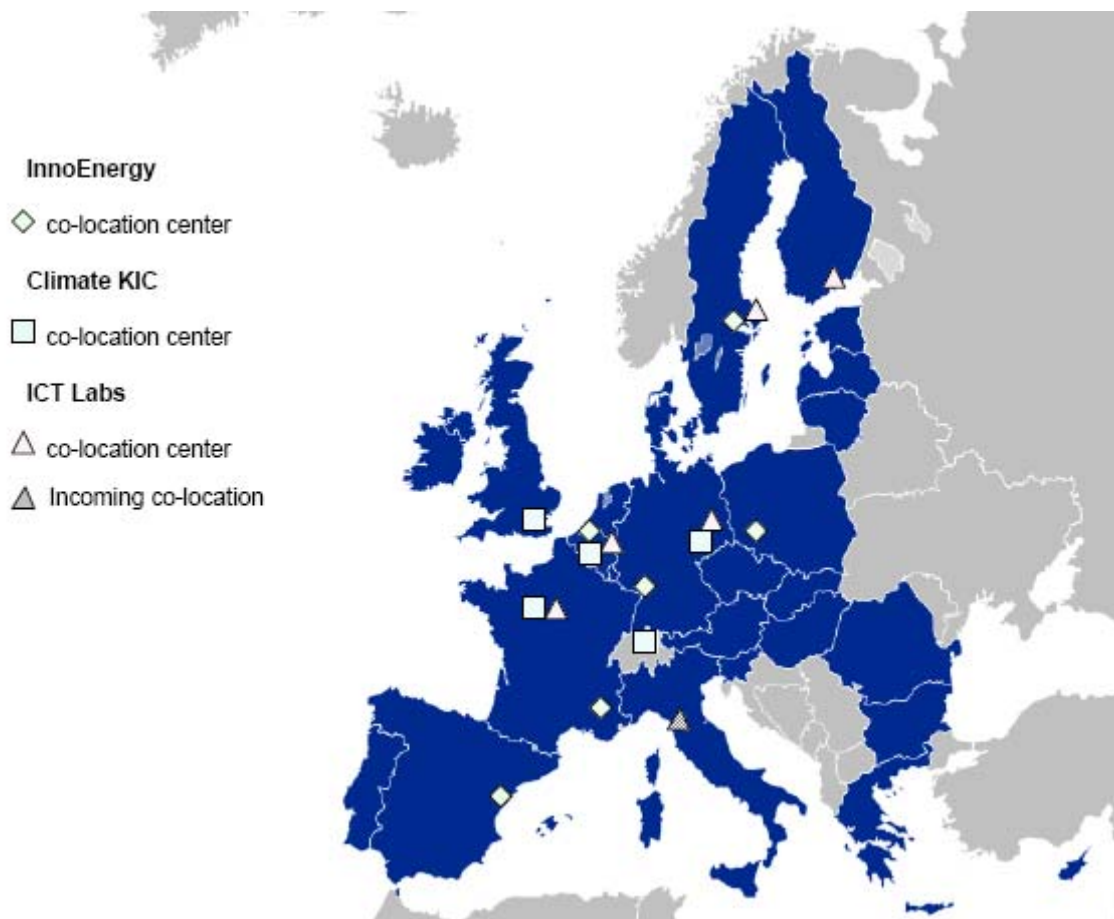 InnoEnergy
co-location center
Climate KIC
co-location center
ICT Labs
co-location center
Incoming co-location